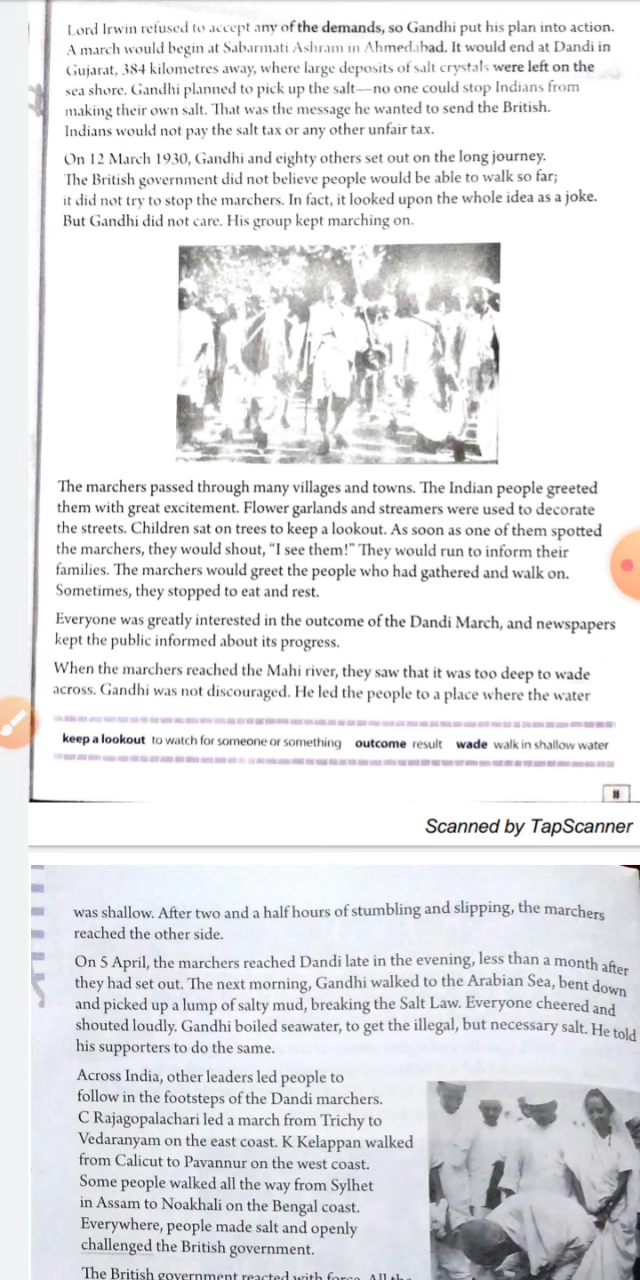 Lord Irwin refused to accept any of the demands, so Gandhi put his plan into action.
A march would begin at Sabarmati Ashram in Ahmedabad. It would end at Dandi in
Gujarat, 384 kilometres away, where large deposits of salt crystals were left on the
sea shore. Gandhi planned to pick up the salt—no one could stop Indians from
making their own salt. That was the message he wanted to send the British.
Indians would not pay the salt tax or any other unfair tax.
On 12 March 1930, Gandhi and eighty others set out on the long journey.
The British government did not believe people would be able to walk so far;
it did not try to stop the marchers. In fact, it looked upon the whole idea as a joke.
But Gandhi did not care. His group kept marching on.
The marchers passed through many villages and towns. The Indian people greeted
them with great excitement. Flower garlands and streamers were used to decorate
the streets. Children sat on trees to keep a lookout. As soon as one of them spotted
the marchers, they would shout, “I see them!” They would run to inform their
families. The marchers would greet the people who had gathered and walk on.
Sometimes, they stopped to eat and rest.
Everyone was greatly interested in the outcome of the Dandi March, and newspapers
kept the public informed about its progress.
When the marchers reached the Mahi river, they saw that it was too deep to wade
across. Gandhi was not discouraged. He led the people to a place where the water
keep a lookout to watch for someone or something outcome result wade walk in shallow water
Scanned by TapScanner
was shallow. After two and a half hours of stumbling and slipping, the marchers
reached the other side.
On 5 April, the marchers reached Dandi late in the evening, less than a month after
they had set out. The next morning, Gandhi walked to the Arabian Sea, bent down
and picked up a lump of salty mud, breaking the Salt Law. Everyone cheered and
shouted loudly. Gandhi boiled seawater, to get the illegal, but necessary salt. He told
his supporters to do the same.
Across India, other leaders led people to
follow in the footsteps of the Dandi marchers.
C Rajagopalachari led a march from Trichy to
Vedaranyam on the east coast. K Kelappan walked
from Calicut to Pavannur on the west coast.
Some people walked all the way from Sylhet
in Assam to Noakhali on the Bengal coast.
Everywhere, people made salt and openly
challenged the British government.
The British government reacted with force. All the